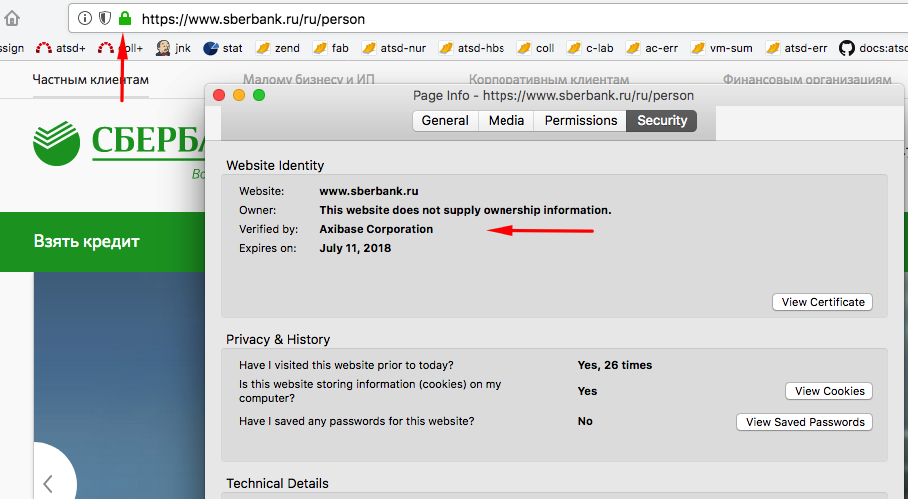 https://www.sberbank.ru/ru/person
ssign atsd+ coll+ jnk stat zend fab atsd-nur atsd-hbs coll c-lab ac-err vm-sum atsd-err docs:atsd
Частным клиентам Малому бизнесу и ИП Корпоративным клиентам Финансовым организациям
Page Info - https://www.sberbank.ru/ru/person
General Media Permissions Security
СБЕРБА
Website Identity
Website: www.sberbank.ru
Owner: This website does not supply ownership information.
Verified by: Axibase Corporation
Expires on: July 11, 2018
Взять кредит
View Certificate
Privacy & History
Have I visited this website prior to today? Yes, 26 times
Is this website storing information (cookies) on my
computer? Yes View Cookies
Have I saved any passwords for this website? No View Saved Passwords
Technical Details